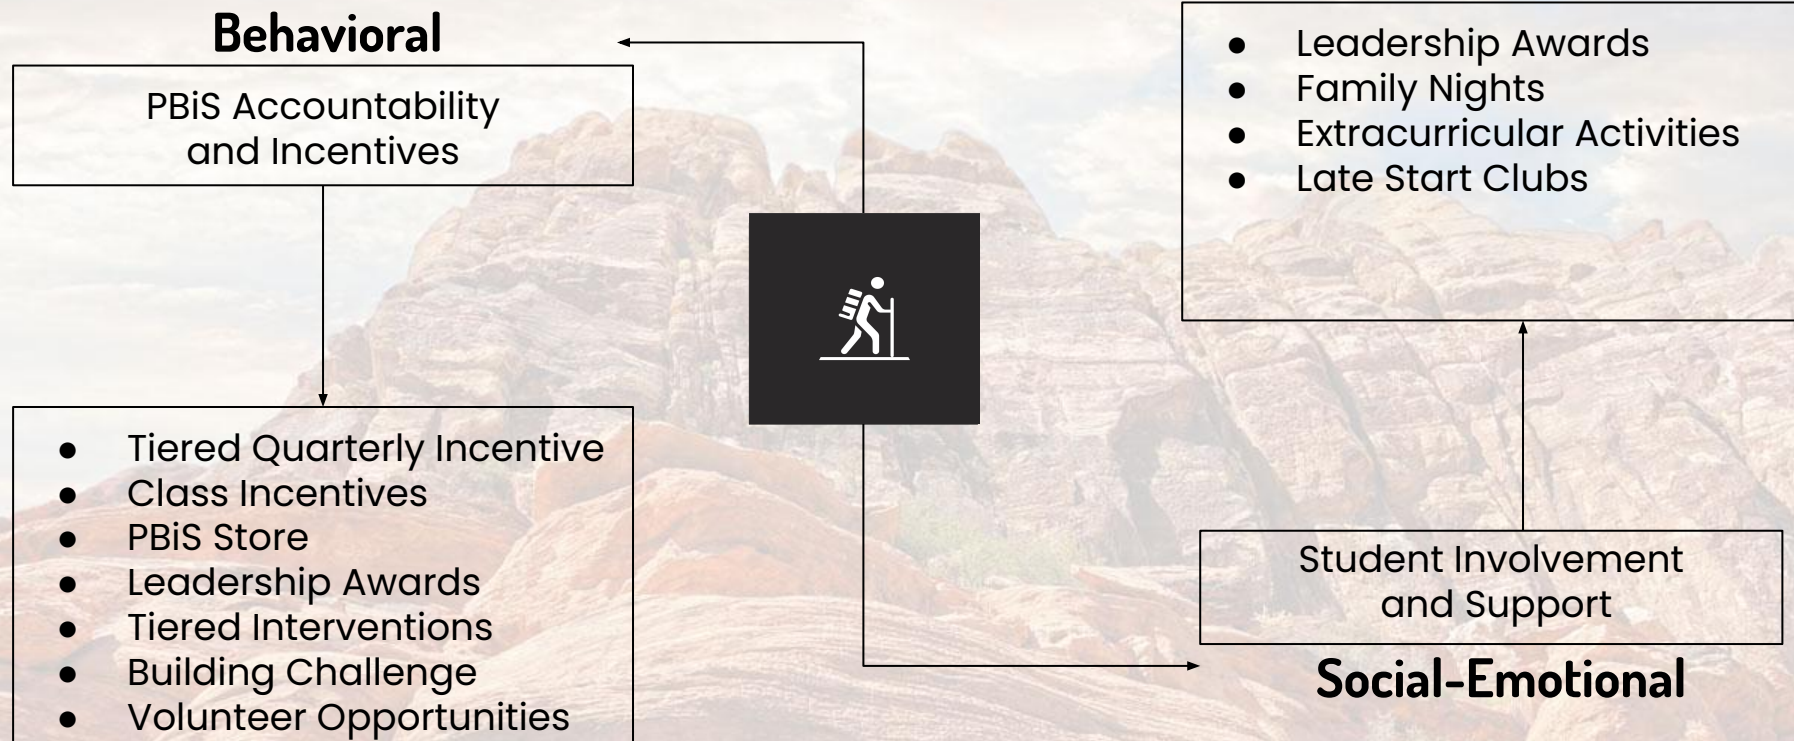 Behavioral
PBiS Accountability
and Incentives
● Tiered Quarterly Incentive
● Class Incentives
● PBiS Store
● Leadership Awards
● Tiered Interventions
● Building Challenge
● Volunteer Opportunities
● Leadership Awards
● Family Nights
● Extracurricular Activities
● Late Start Clubs
Student Involvement
and Support
Social-Emotional